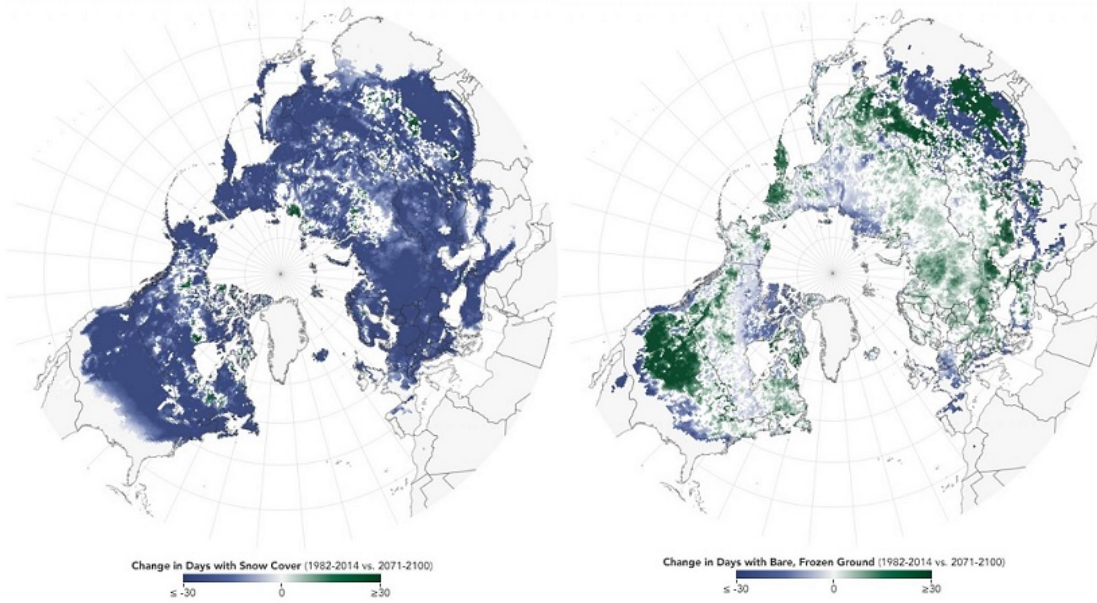 Change in Days with Snow Cover (1982-2014 vs. 2071-2100)
≤ -30 0 ≥30
Change in Days with Bare, Frozen Ground (1982-2014 vs. 2071-2100)
≤ -30 0 ≥30